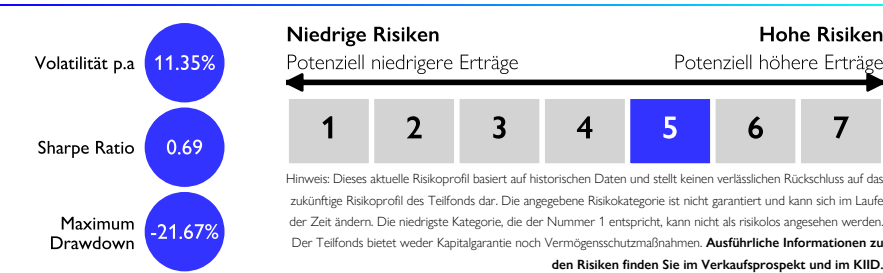 Volatilität p.a
11.35%
Sharpe Ratio
0.69
Maximum
Drawdown
-21.67%
Niedrige Risiken
Hohe Risiken
Potenziell niedrigere Erträge
Potenziell höhere Erträge
1 2 3 4 5 6 7
Hinweis: Dieses aktuelle Risikoprofil basiert auf historischen Daten und stellt keinen verlässlichen Rückschluss auf das
zukünftige Risikoprofil des Teilfonds dar. Die angegebene Risikokategorie ist nicht garantiert und kann sich im Laufe
der Zeit ändern. Die niedrigste Kategorie, die der Nummer 1 entspricht, kann nicht als risikolos angesehen werden.
Der Teilfonds bietet weder Kapitalgarantie noch Vermögensschutzmaßnahmen. Ausführliche Informationen zu
den Risiken finden Sie im Verkaufsprospekt und im KIID.